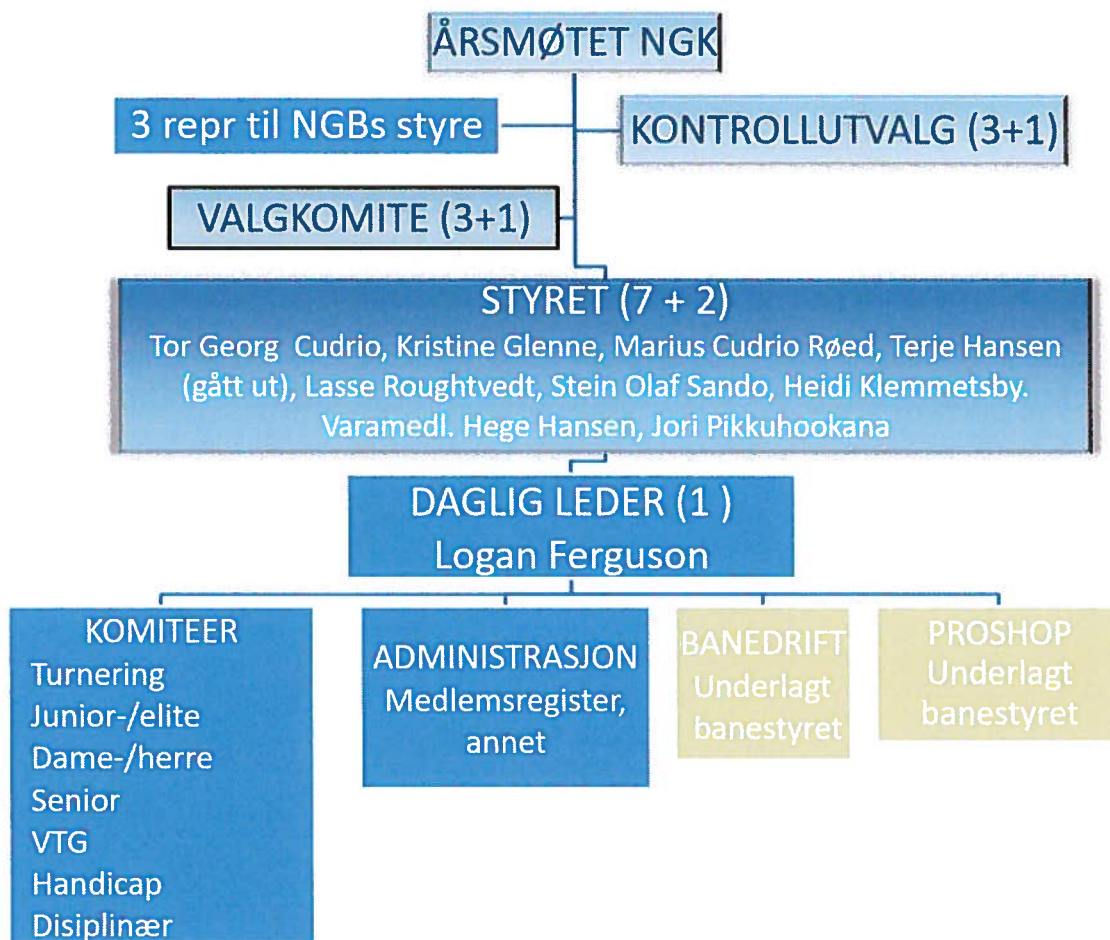 ÅRSMØTET NGK
3 repr til NGBs styre
KONTROLLUTVALG (3+1)
VALGKOMITE (3+1)
STYRET (7 + 2)
Tor Georg Cudrio, Kristine Glenne, Marius Cudrio Røed, Terje Hansen
(gått ut), Lasse Roughtvedt, Stein Olaf Sando, Heidi Klemmetsby.
Varamedl. Hege Hansen, Jori Pikkuhookana
DAGLIG LEDER (1 )
Logan Ferguson
KOMITEER
Turnering
Junior-/elite
Dame-/herre
Senior
VTG
Handicap
Disiplinær
ADMINISTRASJON
Medlemsregister,
annet
BANEDRIFT
Underlagt
banestyret
PROSHOP
Underlagt
banestyret